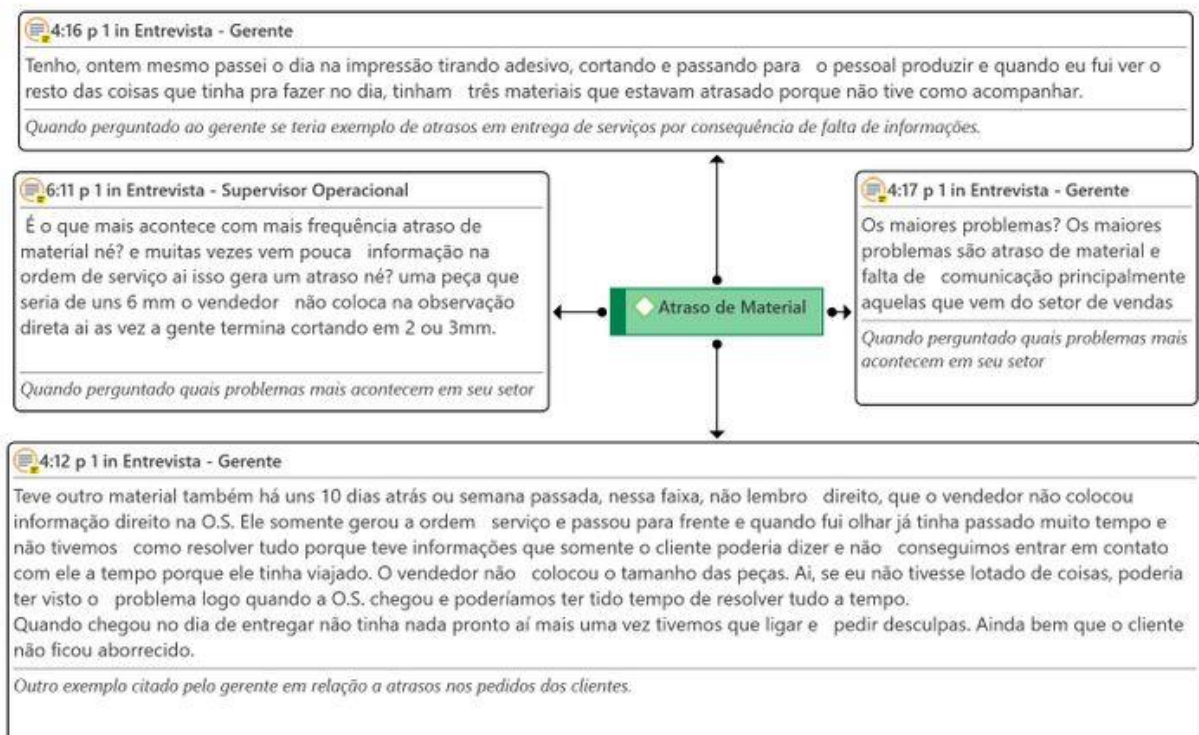 4:16 p 1 in Entrevista - Gerente
Tenho, ontem mesmo passei o dia na impressão tirando adesivo, cortando e passando para o pessoal produzir e quando eu fui ver o
resto das coisas que tinha pra fazer no dia, tinham três materiais que estavam atrasado porque não tive como acompanhar.
Quando perguntado ao gerente se teria exemplo de atrasos em entrega de serviços por consequência de falta de informações.
6:11 p 1 in Entrevista - Supervisor Operacional
É o que mais acontece com mais frequência atraso de
material né? e muitas vezes vem pouca informação na
ordem de serviço ai isso gera um atraso né? uma peça que
seria de uns 6 mm o vendedor não coloca na observação
direta ai as vez a gente termina cortando em 2 ou 3mm.
Quando perguntado quais problemas mais acontecem em seu setor
Atraso de Material
4:17 p 1 in Entrevista - Gerente
Os maiores problemas? Os maiores
problemas são atraso de material e
falta de comunicação principalmente
aquelas que vem do setor de vendas
Quando perguntado quais problemas mais
acontecem em seu setor
4:12 p 1 in Entrevista - Gerente
Teve outro material também há uns 10 dias atrás ou semana passada, nessa faixa, não lembro direito, que o vendedor não colocou
informação direito na O.S. Ele somente gerou a ordem serviço e passou para frente e quando fui olhar já tinha passado muito tempo e
não tivemos como resolver tudo porque teve informações que somente o cliente poderia dizer e não conseguimos entrar em contato
com ele a tempo porque ele tinha viajado. O vendedor não colocou o tamanho das peças. Ai, se eu não tivesse lotado de coisas, poderia
ter visto o problema logo quando a O.S. chegou e poderíamos ter tido tempo de resolver tudo a tempo.
Quando chegou no dia de entregar não tinha nada pronto aí mais uma vez tivemos que ligar e pedir desculpas. Ainda bem que o cliente
não ficou aborrecido.
Outro exemplo citado pelo gerente em relação a atrasos nos pedidos dos clientes.